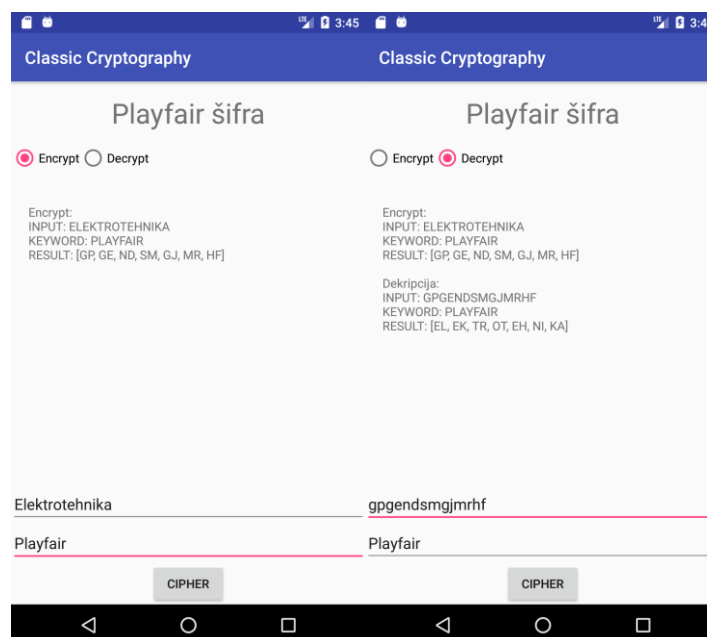 3:45
Classic Cryptography
Playfair šifra
Encrypt
Decrypt
Encrypt:
INPUT: ELEKTROTEHNIKA
KEYWORD: PLAYFAIR
RESULT: [GP, GE, ND, SM, GJ, MR, HF]
Elektrotehnika
Playfair
CIPHER
3:4
Classic Cryptography
Playfair šifra
Encrypt
Decrypt
Encrypt:
INPUT: ELEKTROTEHNIKA
KEYWORD: PLAYFAIR
RESULT: [GP, GE, ND, SM, GJ, MR, HF]
Dekripcija:
INPUT: GPGENDSMGJMRHF
KEYWORD: PLAYFAIR
RESULT: [EL, EK, TR, OT, EH, NI, KA]
gpgendsmgjmrhf
Playfair
CIPHER